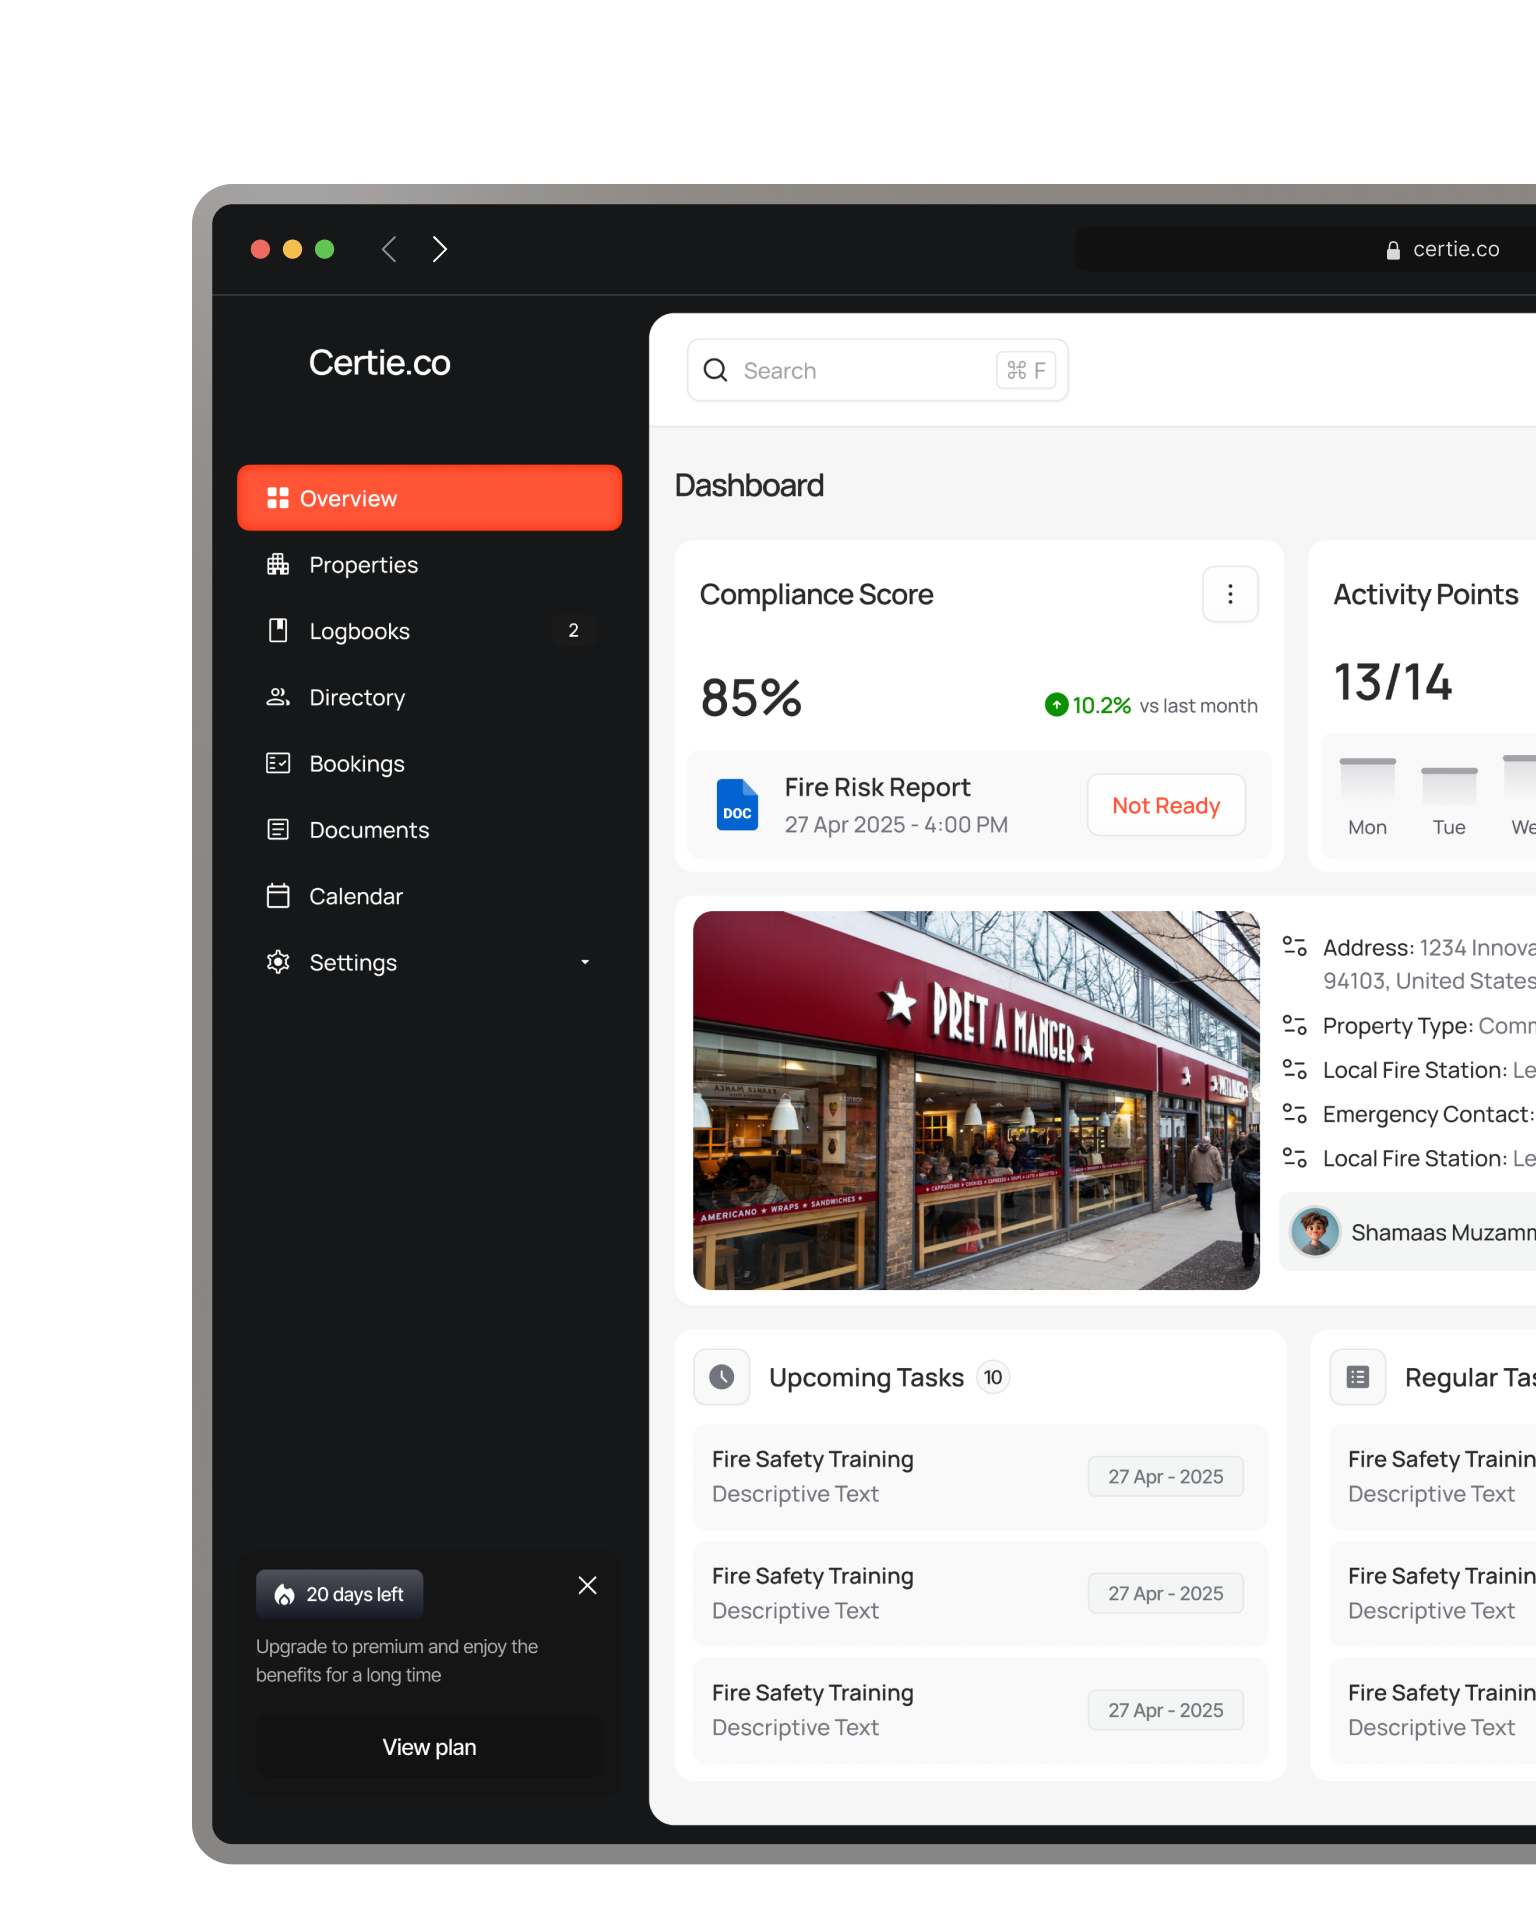 certie.co
Certie.co
Search
⌘ F
Overview
Properties
Logbooks
2
Directory
Bookings
Documents
Calendar
Settings
20 days left
Upgrade to premium and enjoy the
benefits for a long time
View plan
Dashboard
Compliance Score
85%
10.2% vs last month
DOC
Fire Risk Report
27 Apr 2025 - 4:00 PM
Not Ready
Activity Points
13/14
Mon
Tue
We
PRET A MANGER
AMERICANO ★ WRAPS ★ SANDWICHES ★
Address: 1234 Innova
94103, United States
Property Type: Comm
Local Fire Station: Le
Emergency Contact:
Local Fire Station: Le
Shamaas Muzamm
Upcoming Tasks
10
Fire Safety Training
Descriptive Text
27 Apr - 2025
Fire Safety Training
Descriptive Text
27 Apr - 2025
Fire Safety Training
Descriptive Text
27 Apr - 2025
Regular Tas
Fire Safety Trainin
Descriptive Text
Fire Safety Trainin
Descriptive Text
Fire Safety Trainin
Descriptive Text